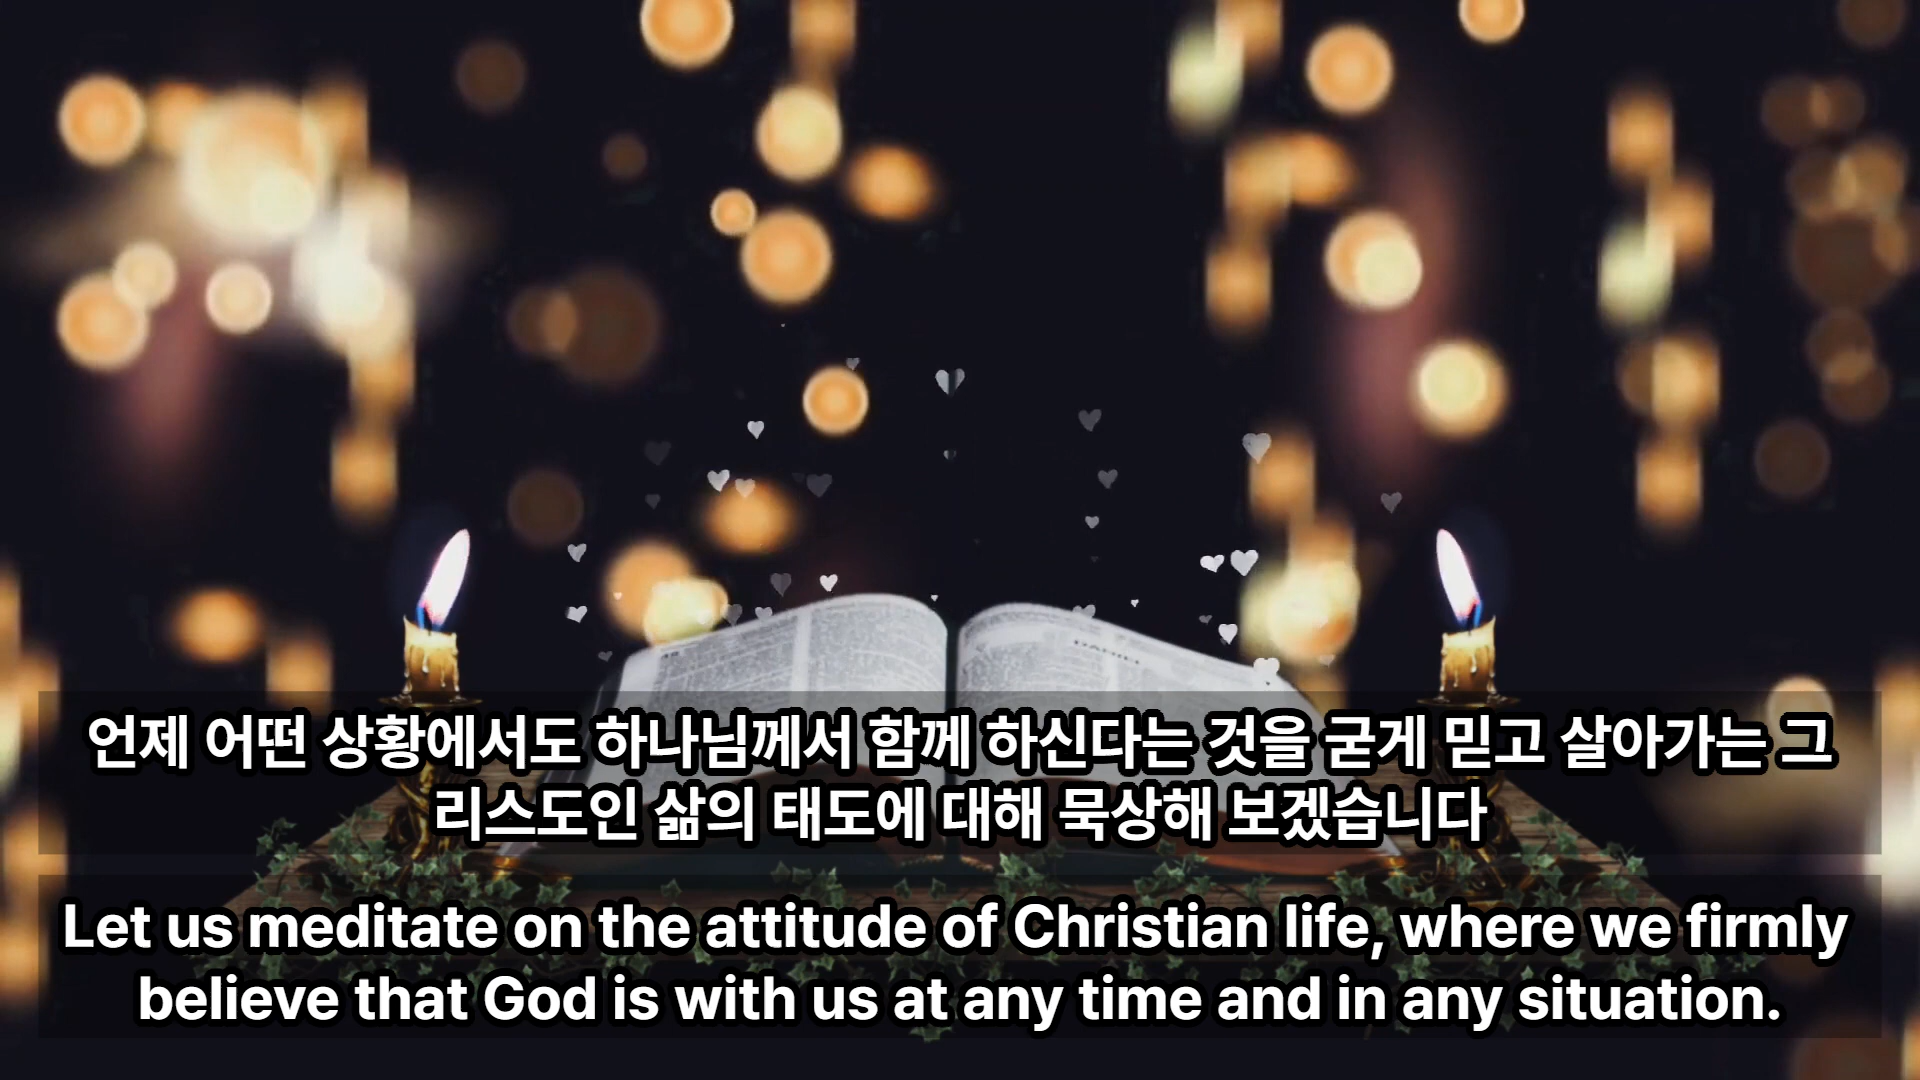 언제 어떤 상황에서도 하나님께서 함께 하신다는 것을 굳게 믿고 살아가는 그
리스도인 삶의 태도에 대해 묵상해 보겠습니다
Let us meditate on the attitude of Christian life, where we firmly
believe that God is with us at any time and in any situation.